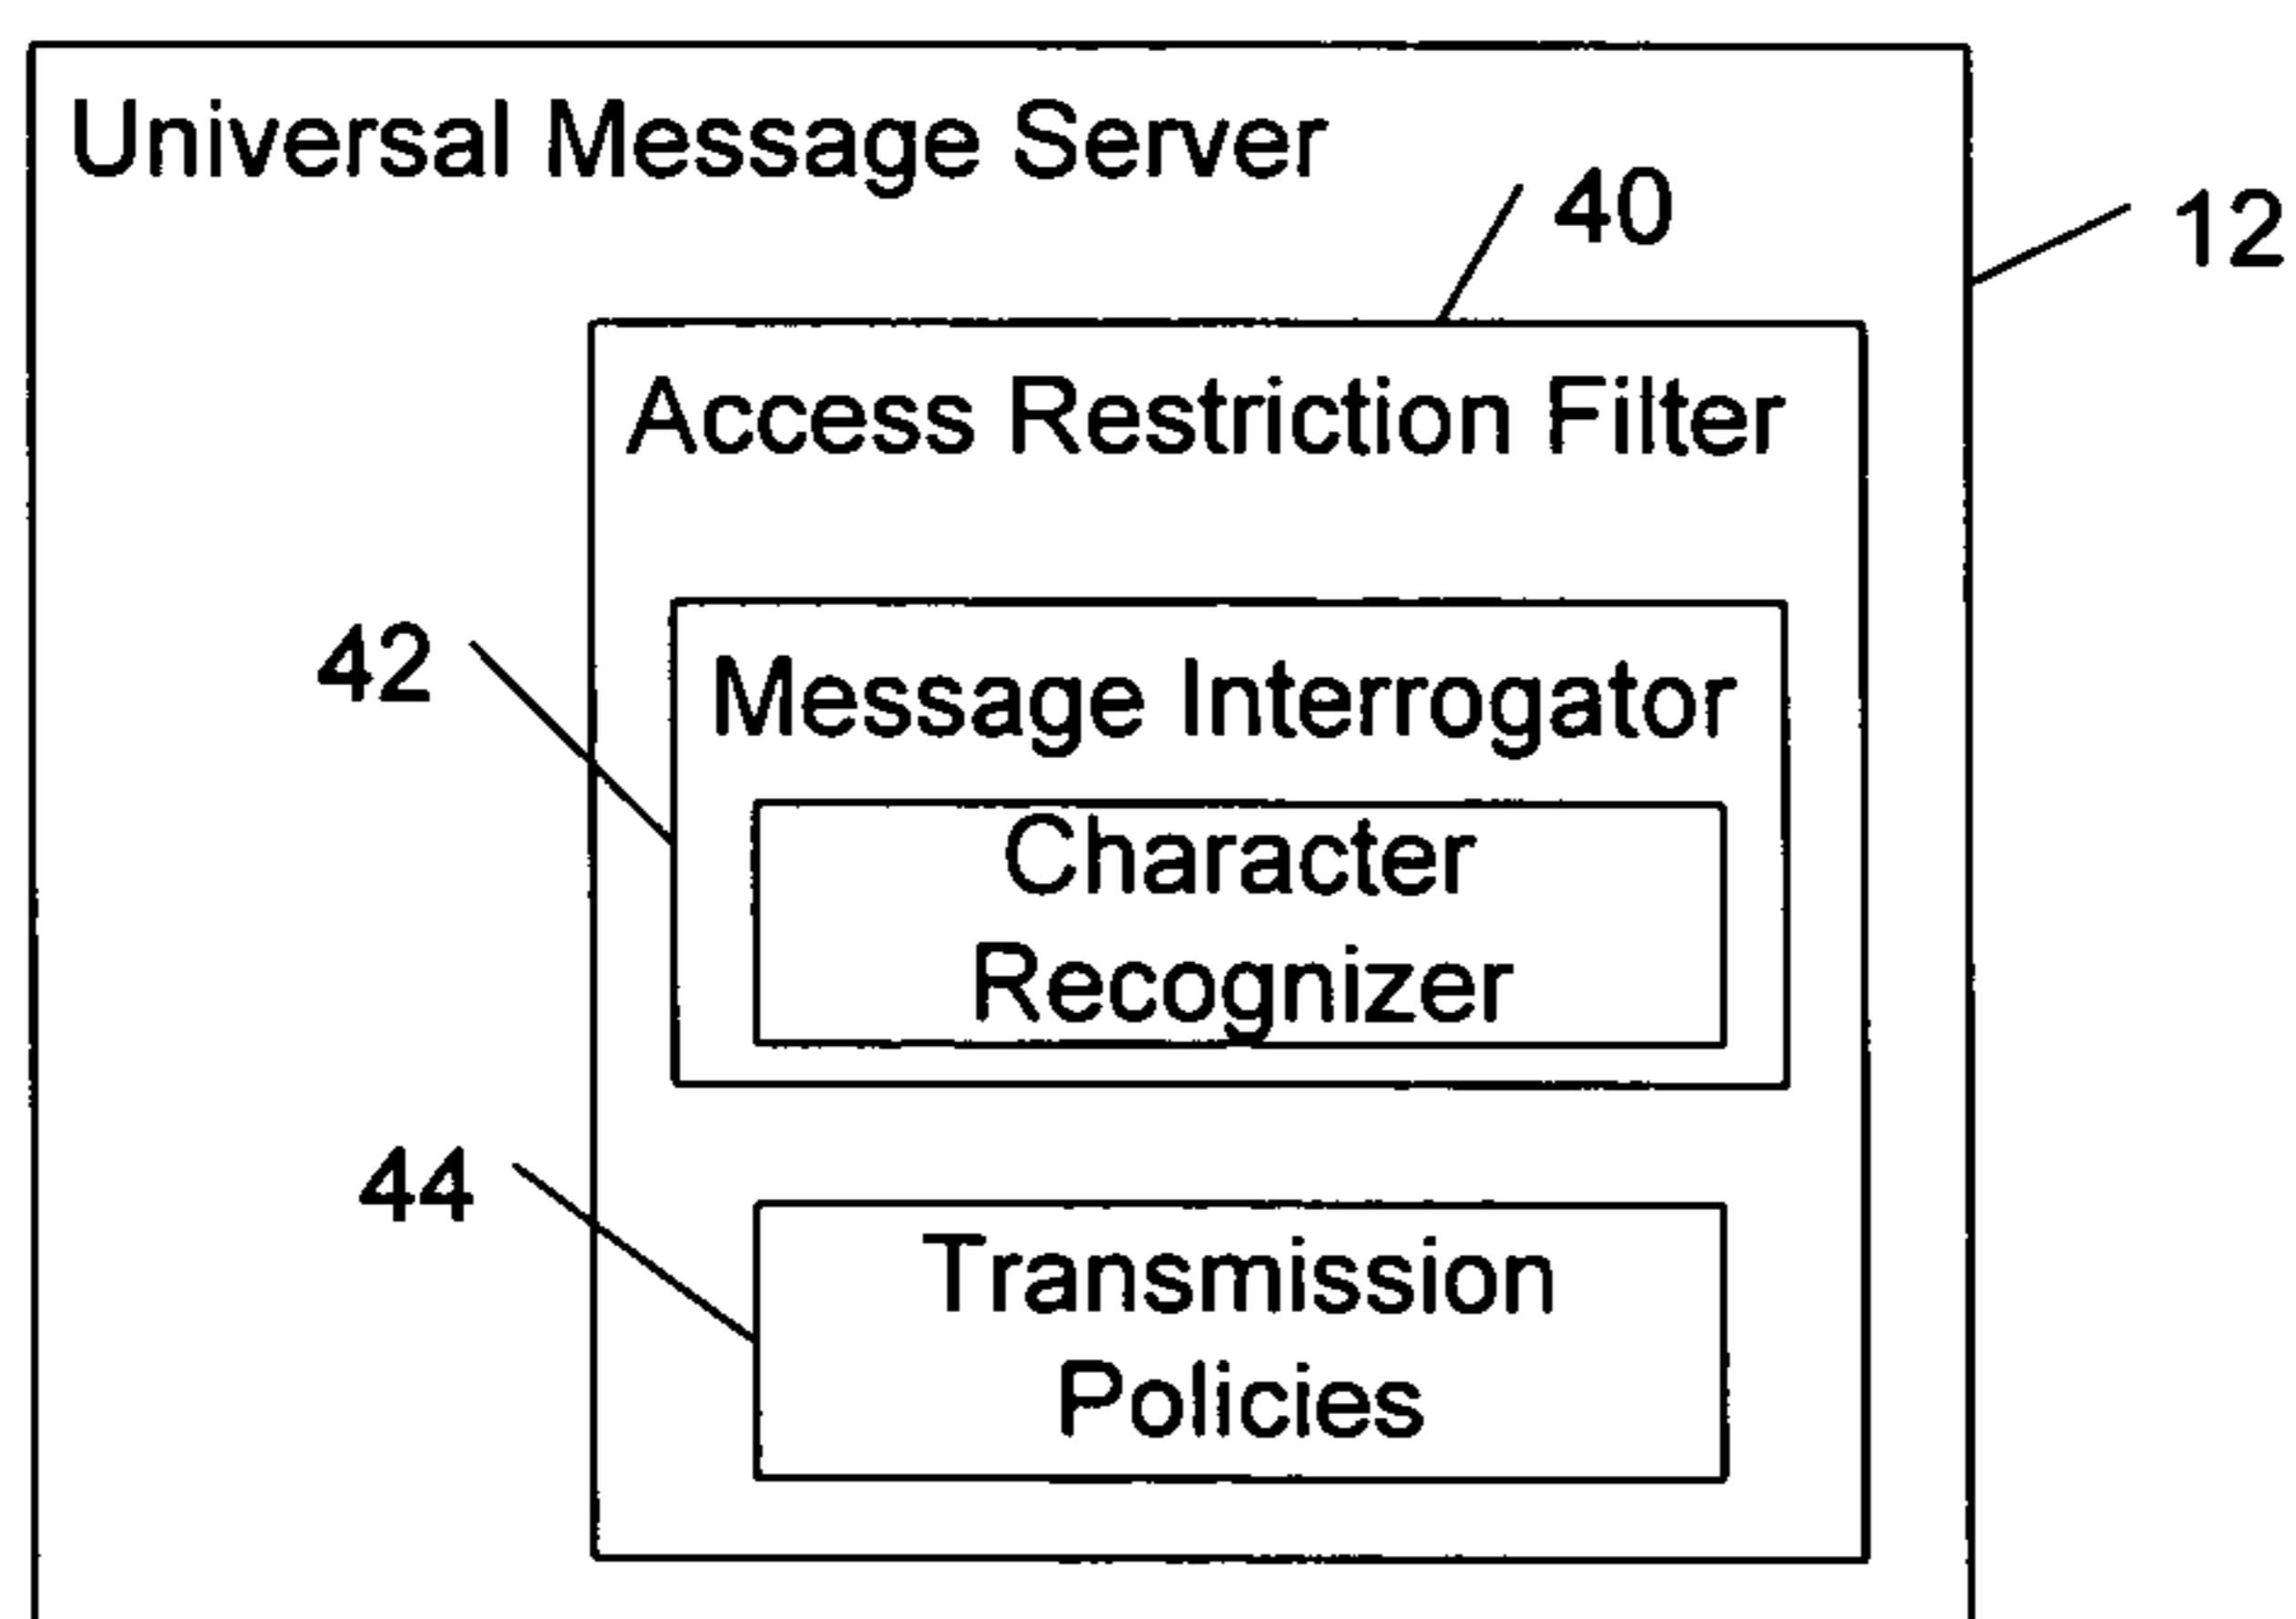 Universal Message Server
40
12
Access Restriction Filter
42
Message Interrogator
Character
Recognizer
44
Transmission
Policies